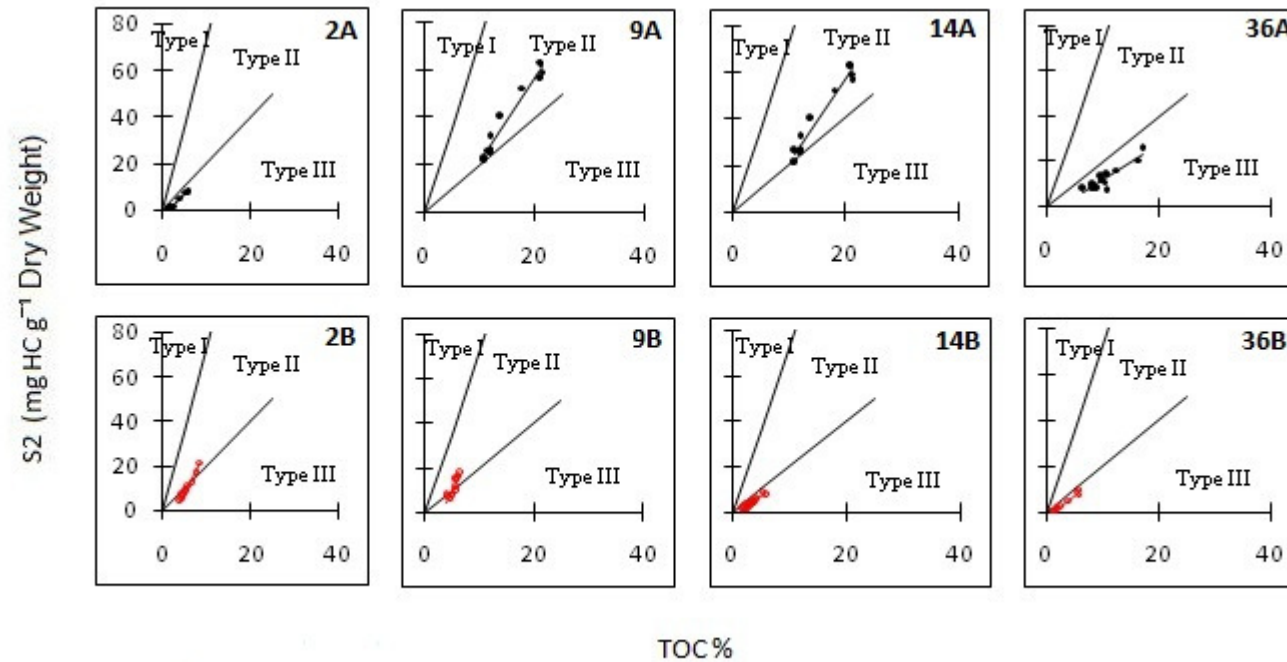 S2 (mg HC g⁻¹ Dry Weight)
80 Type I 2A
60 Type II
40
20 Type III
0
0 20 40
9A
Type I Type II
Type III
0 20 40
14A
Type I Type II
Type III
0 20 40
36A
Type I
Type II
Type III
0 20 40
80 Type I 2B
60 Type II
40
20 Type III
0
0 20 40
9B
Type I Type II
Type III
0 20 40
14B
Type I
Type II
Type III
0 20 40
36B
Type I
Type II
Type III
0 20 40
TOC%